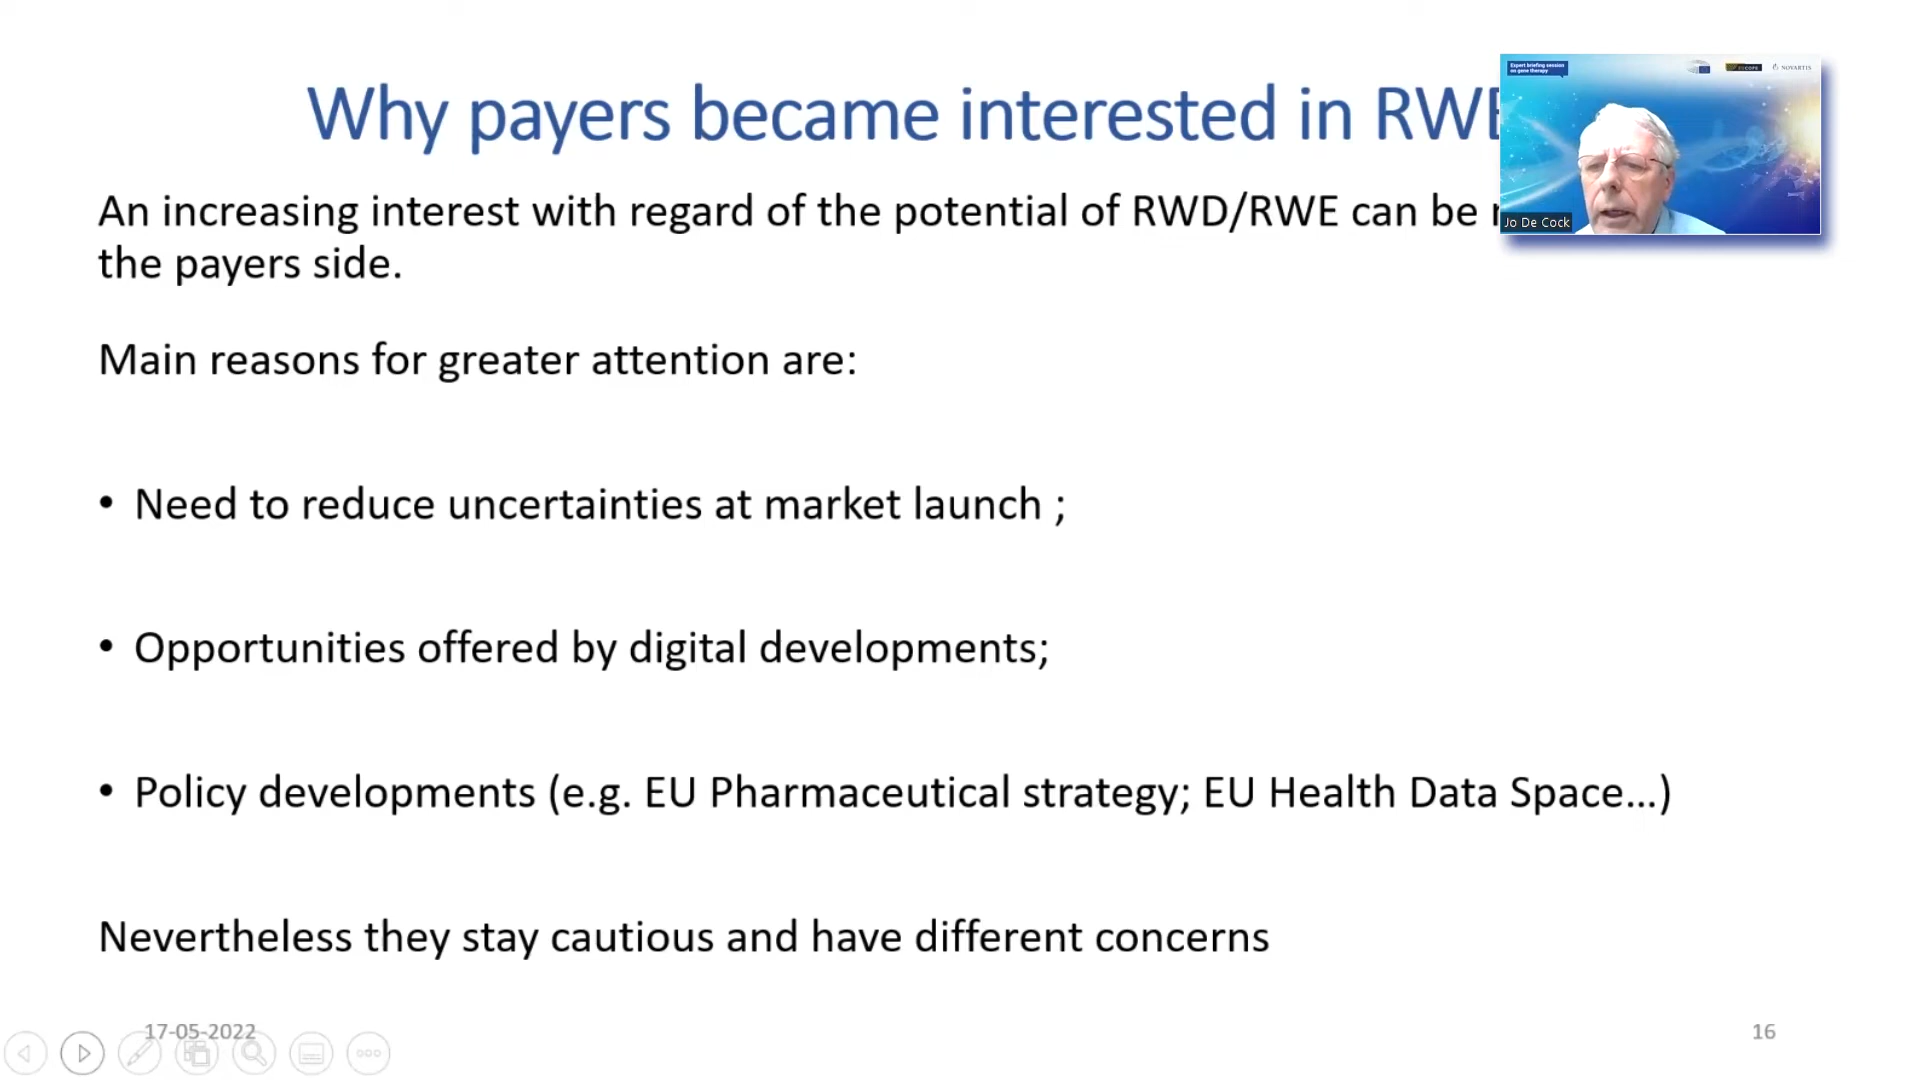 Why payers became interested in RWE
An increasing interest with regard of the potential of RWD/RWE can be
the payers side.
Main reasons for greater attention are:
• Need to reduce uncertainties at market launch ;
• Opportunities offered by digital developments;
• Policy developments (e.g. EU Pharmaceutical strategy; EU Health Data Space...)
Nevertheless they stay cautious and have different concerns
17-05-2022
16
Expert briefing session
on gene therapy
NOVARTIS
Jo De Cock